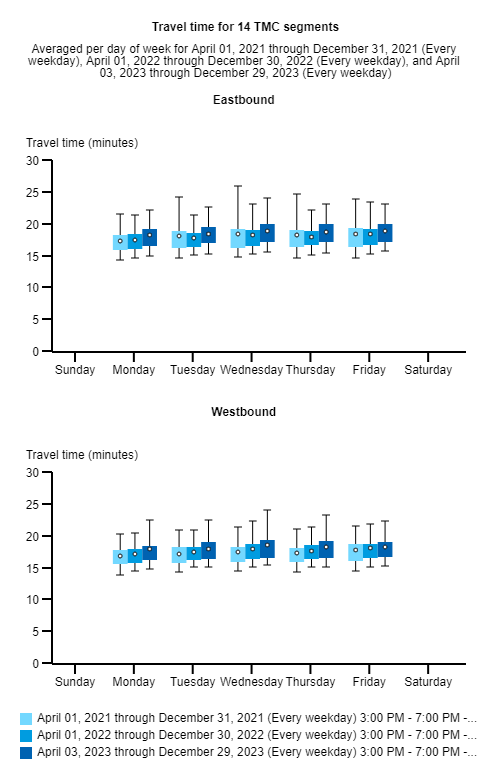 Travel time for 14 TMC segments
Averaged per day of week for April 01, 2021 through December 31, 2021 (Every
weekday), April 01, 2022 through December 30, 2022 (Every weekday), and April
03, 2023 through December 29, 2023 (Every weekday)
Eastbound
Travel time (minutes)
30
25
20
15
10
5
0
Sunday Monday Tuesday Wednesday Thursday Friday Saturday
Westbound
Travel time (minutes)
30
25
20
15
10
5
0
Sunday Monday Tuesday Wednesday Thursday Friday Saturday
April 01, 2021 through December 31, 2021 (Every weekday) 3:00 PM - 7:00 PM -...
April 01, 2022 through December 30, 2022 (Every weekday) 3:00 PM - 7:00 PM -...
April 03, 2023 through December 29, 2023 (Every weekday) 3:00 PM - 7:00 PM -...